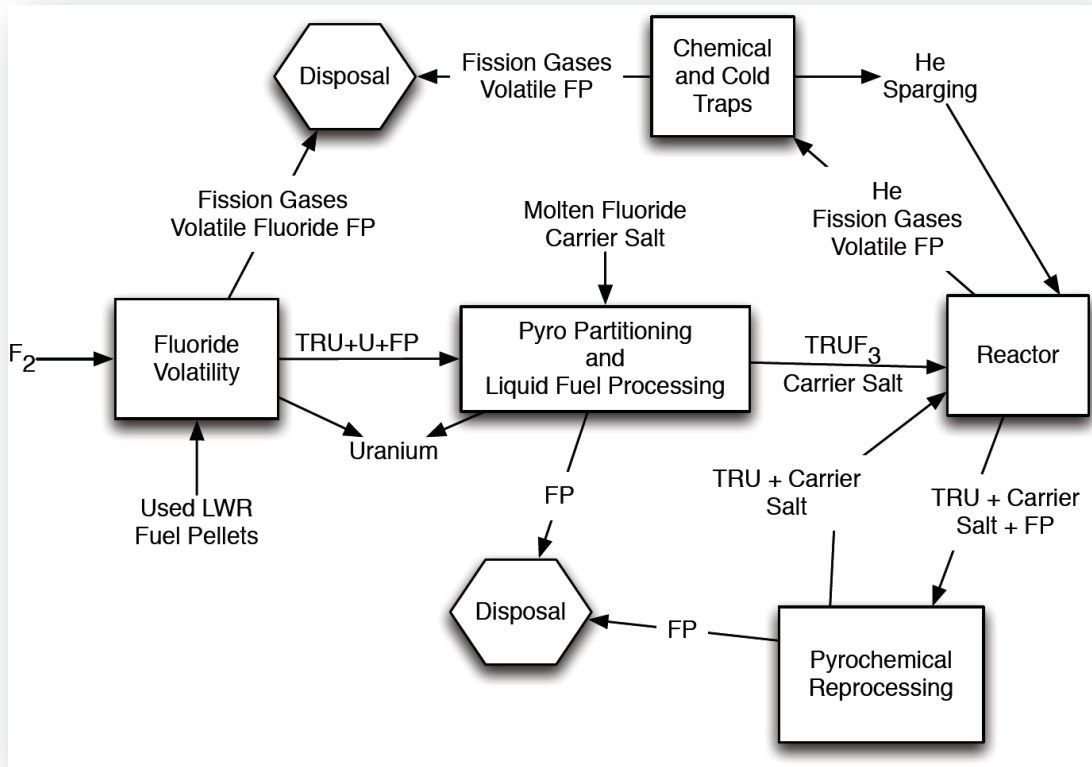 Disposal
Fission Gases
Volatile FP
Chemical
and Cold
Traps
He
Sparging
Fission Gases
Volatile Fluoride FP
Molten Fluoride
Carrier Salt
He
Fission Gases
Volatile FP
F2
Fluoride
Volatility
TRU+U+FP
Pyro Partitioning
and
Liquid Fuel Processing
TRUF3
Carrier Salt
Reactor
Uranium
Used LWR
Fuel Pellets
FP
TRU + Carrier
Salt
TRU + Carrier
Salt + FP
Disposal
FP
Pyrochemical
Reprocessing